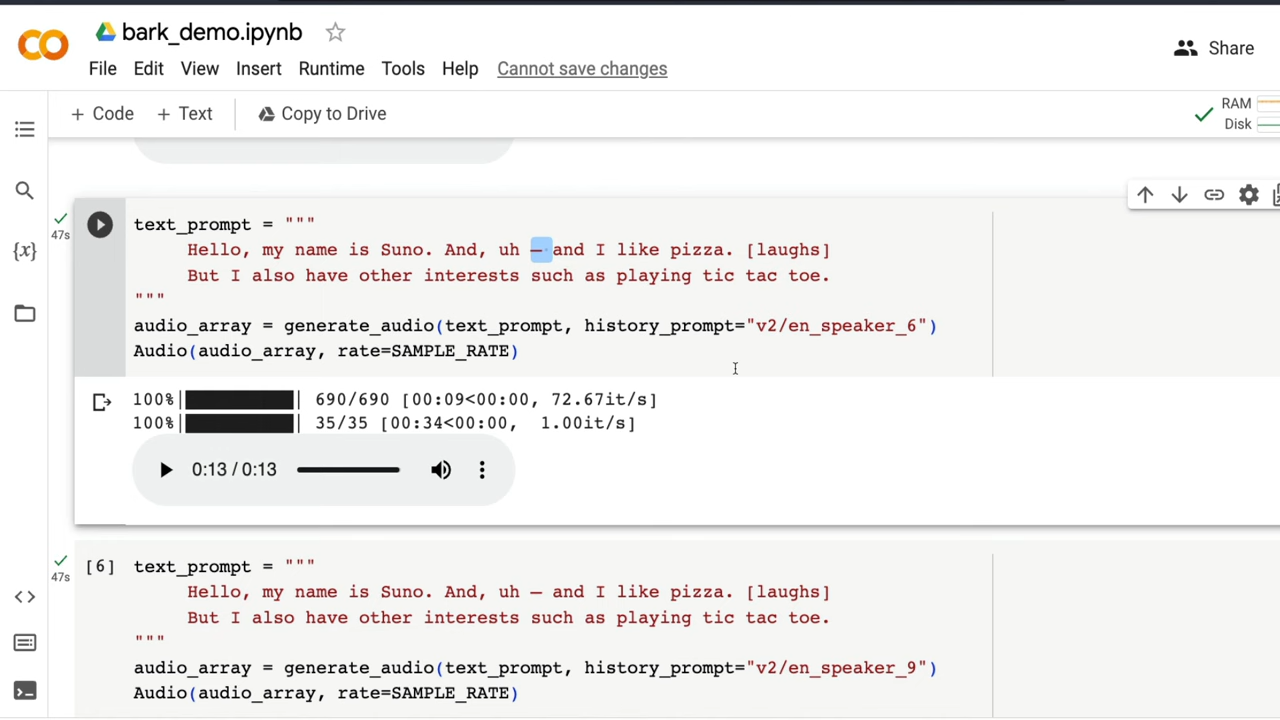 bark_demo.ipynb
Share
File Edit View Insert Runtime Tools Help Cannot save changes
+ Code + Text Copy to Drive
RAM
Disk
47s
text_prompt = """
Hello, my name is Suno. And, uh — and I like pizza. [laughs]
But I also have other interests such as playing tic tac toe.
"""
audio_array = generate_audio(text_prompt, history_prompt="v2/en_speaker_6")
Audio(audio_array, rate=SAMPLE_RATE)
{x}
100%|██████████| 690/690 [00:09<00:00, 72.67it/s]
100%|██████████| 35/35 [00:34<00:00, 1.00it/s]
0:13 / 0:13
47s
[6] text_prompt = """
Hello, my name is Suno. And, uh — and I like pizza. [laughs]
But I also have other interests such as playing tic tac toe.
"""
audio_array = generate_audio(text_prompt, history_prompt="v2/en_speaker_9")
Audio(audio_array, rate=SAMPLE_RATE)